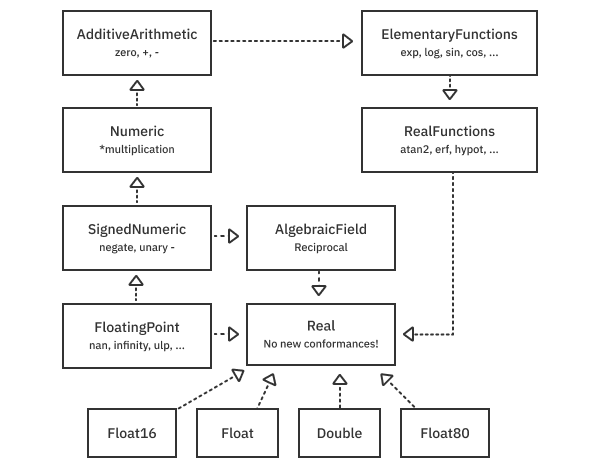 AdditiveArithmetic
zero, +, -
ElementaryFunctions
exp, log, sin, cos, ...
Numeric
*multiplication
RealFunctions
atan2, erf, hypot, ...
SignedNumeric
negate, unary -
AlgebraicField
Reciprocal
FloatingPoint
nan, infinity, ulp, ...
Real
No new conformances!
Float16
Float
Double
Float80